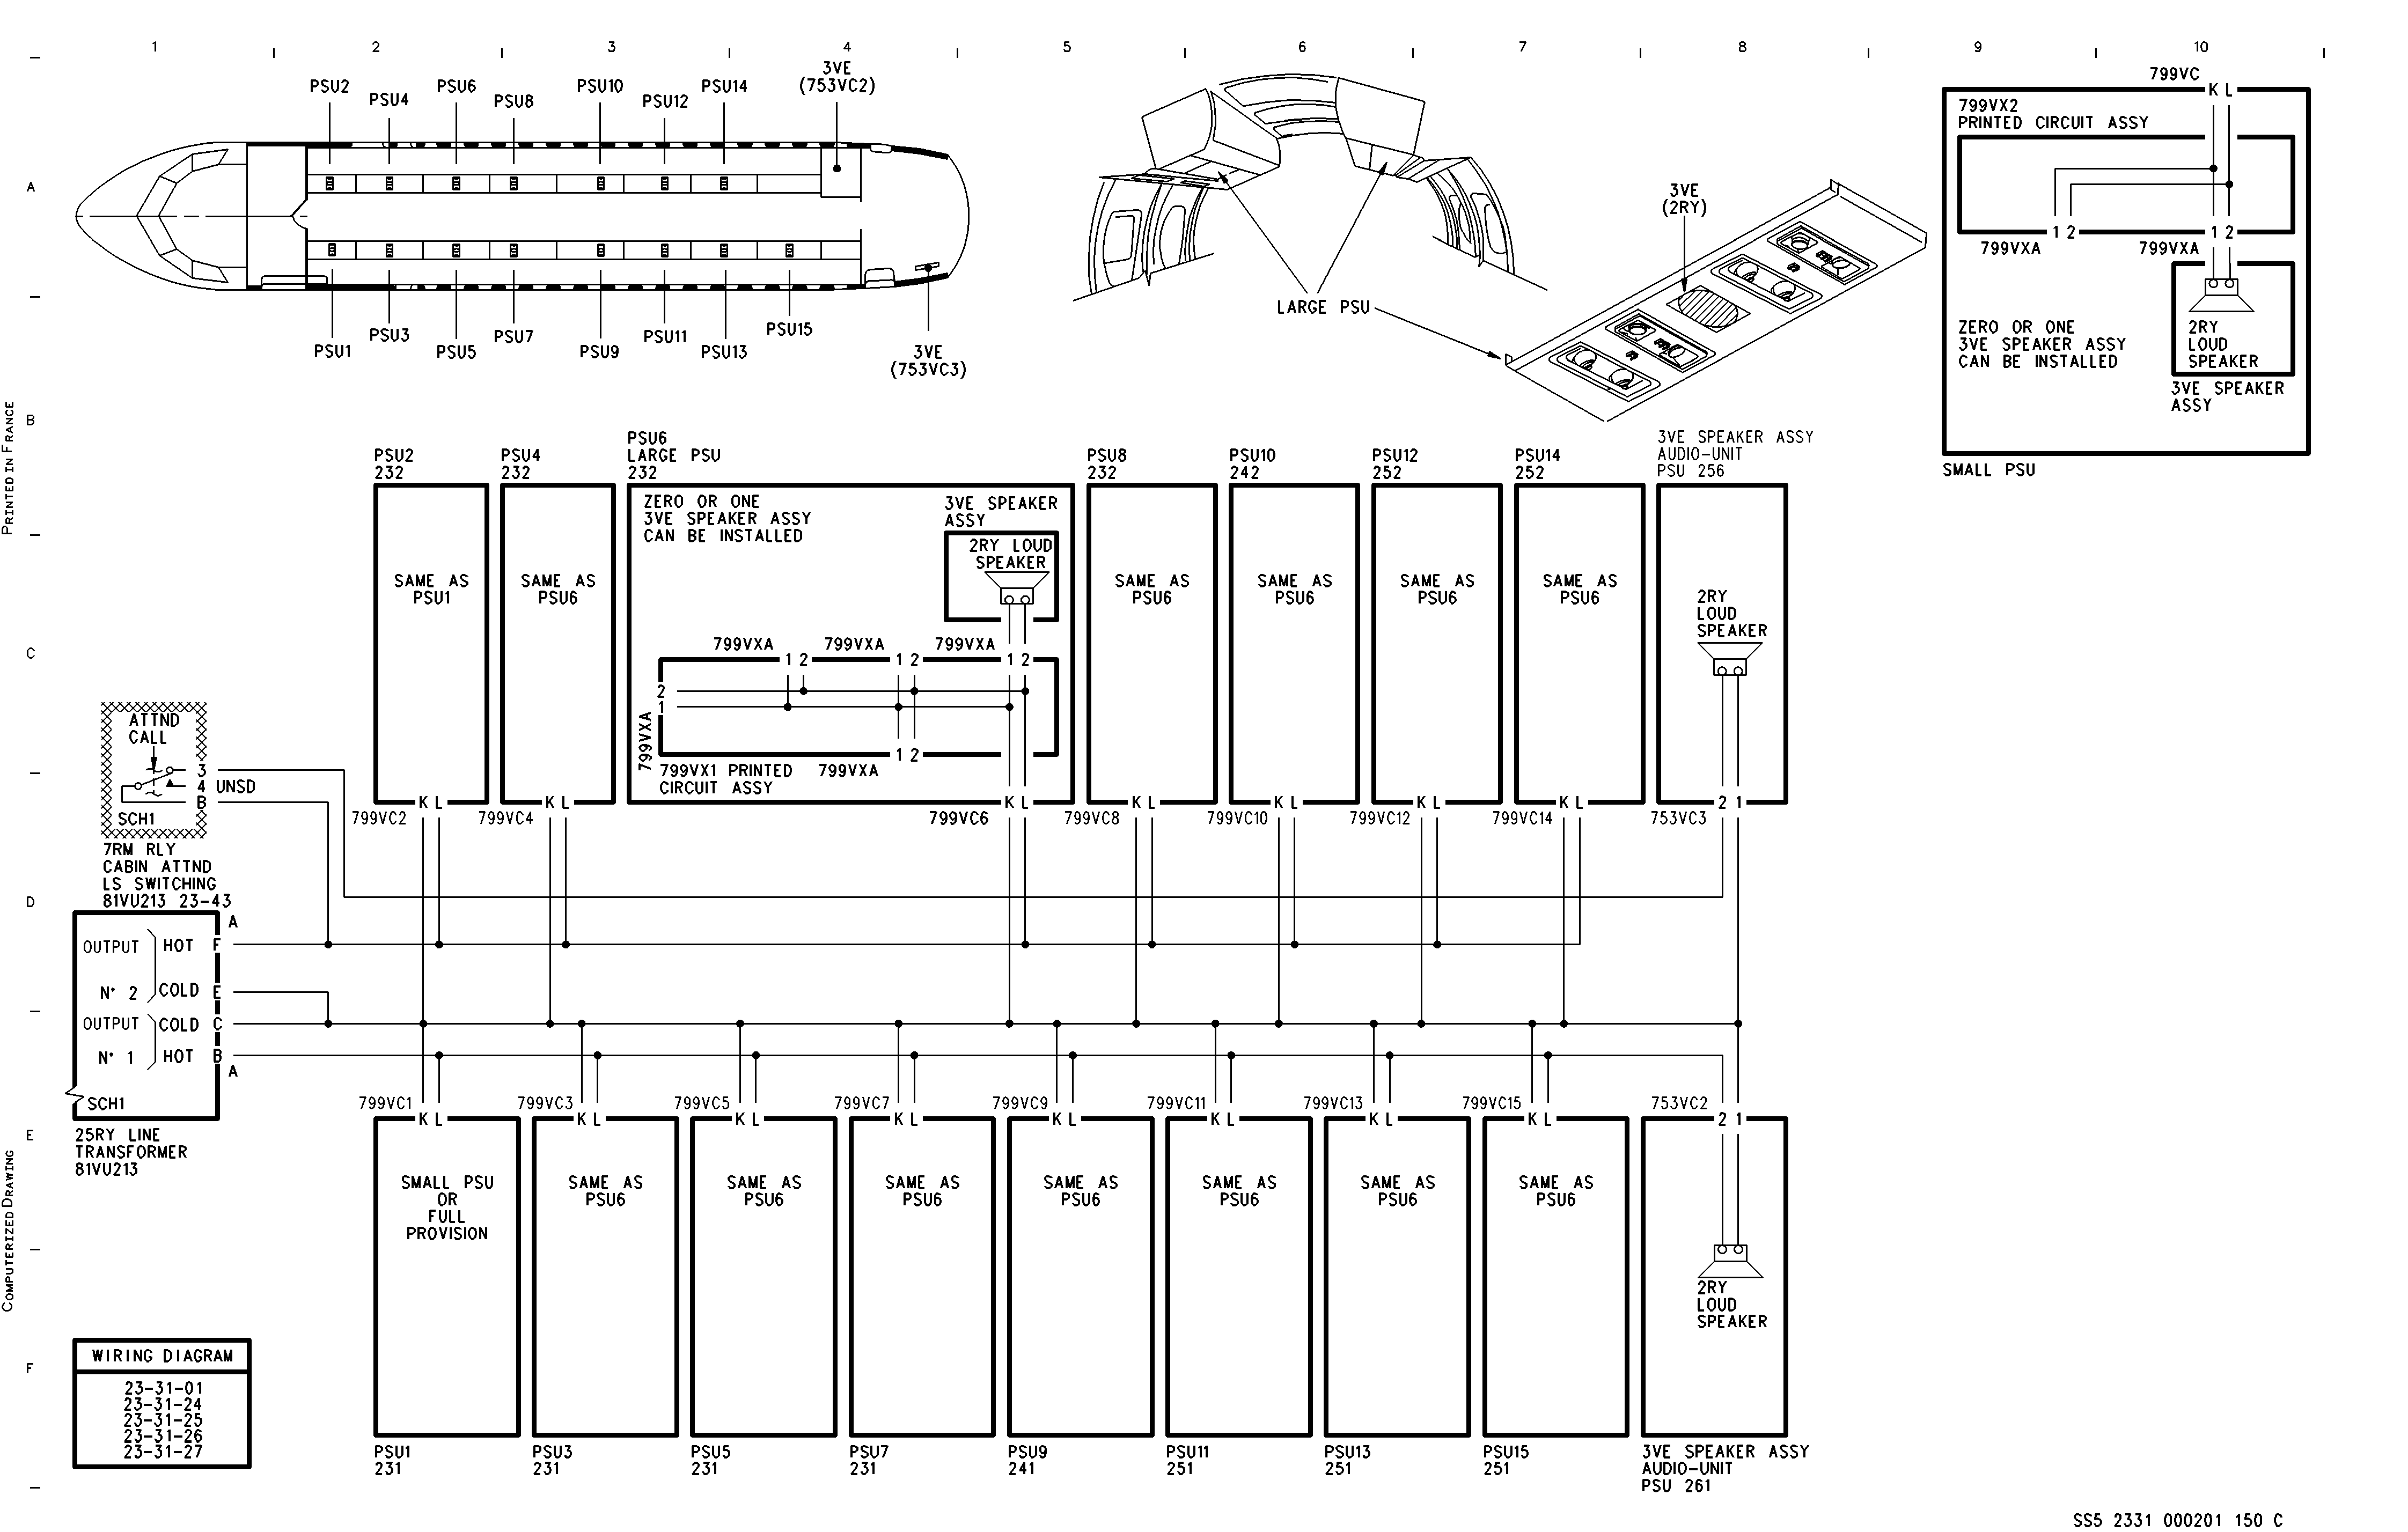 1 2 3 4 5 6 7 8 9 10
A
B
C
D
E
F
PRINTED IN FRANCE
COMPUTERIZED DRAWING
PSU2
PSU4
PSU6
PSU8
PSU10
PSU12
PSU14
3VE
(753VC2)
PSU1
PSU3
PSU5
PSU7
PSU9
PSU11
PSU13
PSU15
3VE
(753VC3)
LARGE PSU
3VE
(2RY)
799VC
K L
799VX2
PRINTED CIRCUIT ASSY
1 2
1 2
799VXA
799VXA
ZERO OR ONE
3VE SPEAKER ASSY
CAN BE INSTALLED
2RY
LOUD
SPEAKER
3VE SPEAKER
ASSY
SMALL PSU
PSU2
232
SAME AS
PSU1
K L
799VC2
PSU4
232
SAME AS
PSU6
K L
799VC4
PSU6
LARGE PSU
232
ZERO OR ONE
3VE SPEAKER ASSY
CAN BE INSTALLED
3VE SPEAKER
ASSY
2RY LOUD
SPEAKER
799VXA 799VXA 799VXA
1 2 1 2 1 2
2
1
799VXA
1 2
799VX1 PRINTED
CIRCUIT ASSY
799VXA
K L
799VC6
PSU8
232
SAME AS
PSU6
K L
799VC8
PSU10
242
SAME AS
PSU6
K L
799VC10
PSU12
252
SAME AS
PSU6
K L
799VC12
PSU14
252
SAME AS
PSU6
K L
799VC14
3VE SPEAKER ASSY
AUDIO-UNIT
PSU 256
2RY
LOUD
SPEAKER
2 1
753VC3
ATTND
CALL
3
4 UNSD
B
SCH1
7RM RLY
CABIN ATTND
LS SWITCHING
81VU213 23-43
A
OUTPUT HOT F
N° 2 COLD E
OUTPUT COLD C
N° 1 HOT B
A
SCH1
25RY LINE
TRANSFORMER
81VU213
799VC1
K L
SMALL PSU
OR
FULL
PROVISION
PSU1
231
799VC3
K L
SAME AS
PSU6
PSU3
231
799VC5
K L
SAME AS
PSU6
PSU5
231
799VC7
K L
SAME AS
PSU6
PSU7
231
799VC9
K L
SAME AS
PSU6
PSU9
241
799VC11
K L
SAME AS
PSU6
PSU11
251
799VC13
K L
SAME AS
PSU6
PSU13
251
799VC15
K L
SAME AS
PSU6
PSU15
251
753VC2
2 1
2RY
LOUD
SPEAKER
3VE SPEAKER ASSY
AUDIO-UNIT
PSU 261
WIRING DIAGRAM
23-31-01
23-31-24
23-31-25
23-31-26
23-31-27
SS5 2331 000201 150 C